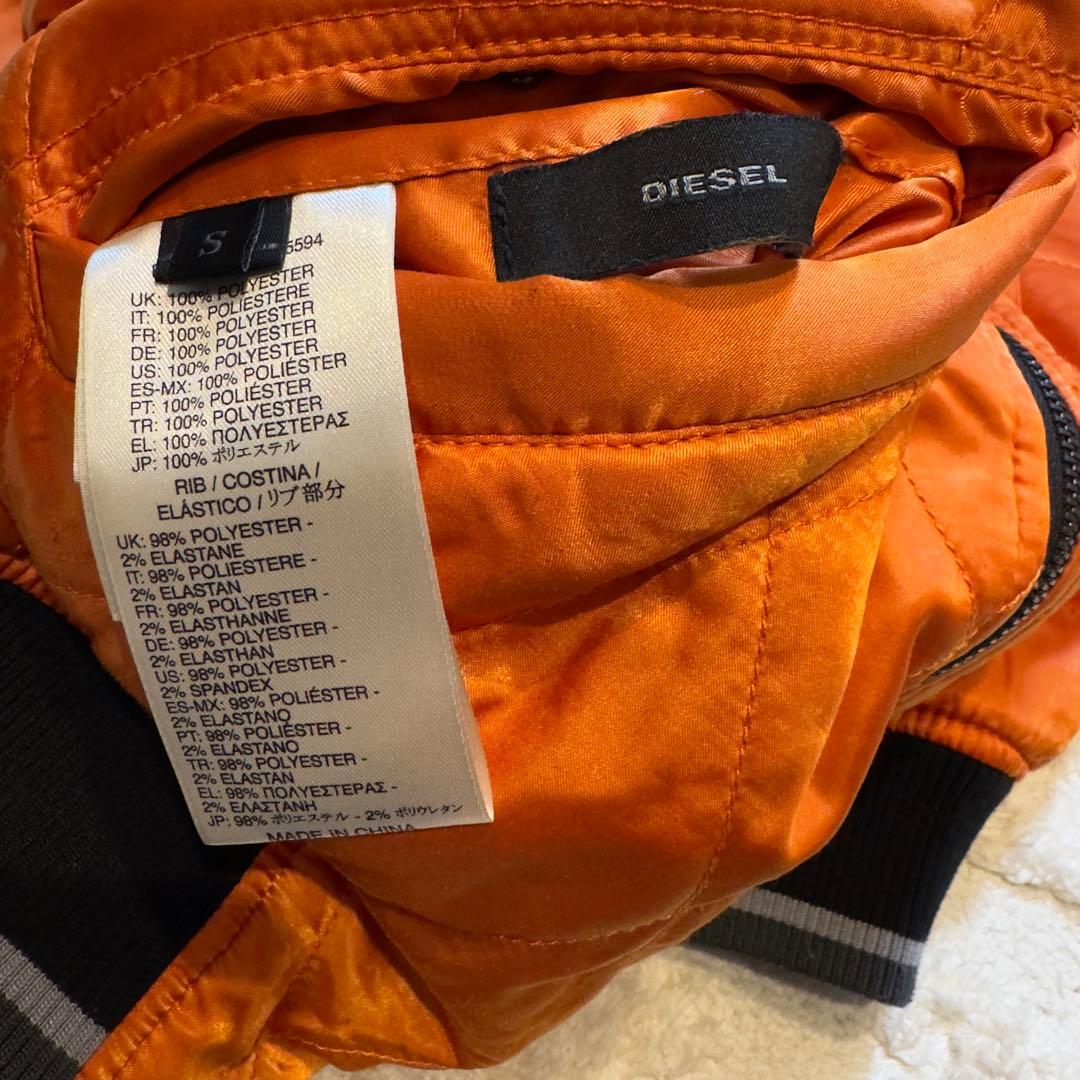 DIESEL
S
5594
UK: 100% POLYESTER
IT: 100% POLIESTERE
FR: 100% POLYESTER
DE: 100% POLYESTER
US: 100% POLYESTER
ES-MX: 100% POLIÉSTER
PT: 100% POLIÉSTER
TR: 100% POLYESTER
EL: 100% ΠΟΛΥΕΣΤΕΡΑΣ
JP: 100% ポリエステル
RIB / COSTINA /
ELÁSTICO / リブ部分
UK: 98% POLYESTER -
2% ELASTANE
IT: 98% POLIESTERE -
2% ELASTAN
FR: 98% POLYESTER -
2% ELASTHANNE
DE: 98% POLYESTER -
2% ELASTHAN
US: 98% POLYESTER -
2% SPANDEX
ES-MX: 98% POLIÉSTER -
2% ELASTANO
PT: 98% POLIÉSTER -
2% ELASTANO
TR: 98% POLYESTER -
2% ELASTAN
EL: 98% ΠΟΛΥΕΣΤΕΡΑΣ -
2% ΕΛΑΣΤΑΝΗ
JP: 98% ポリエステル - 2% ポリウレタン
MADE IN CHINA